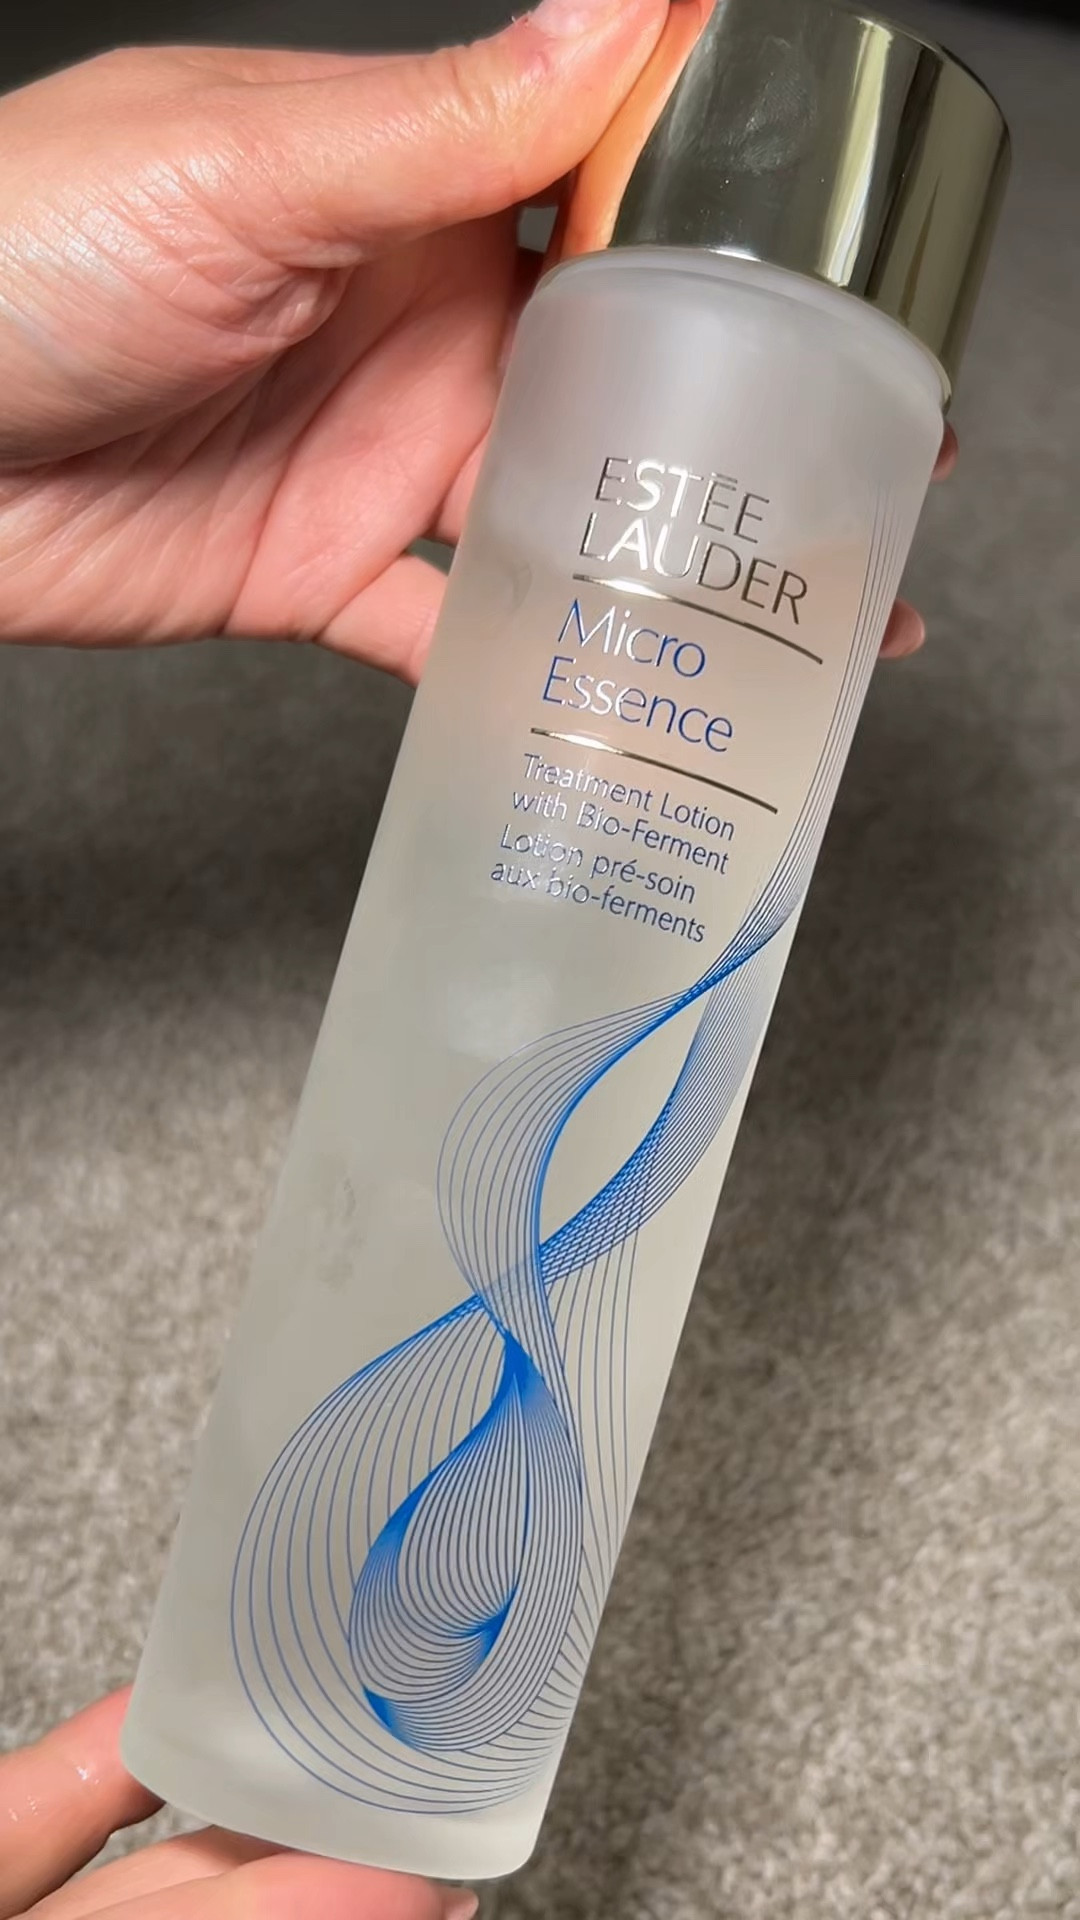 ESTĒE
LAUDER
Micro
Essence
Treatment Lotion
with Bio-Ferment
Lotion pré-soin
aux bio-ferments